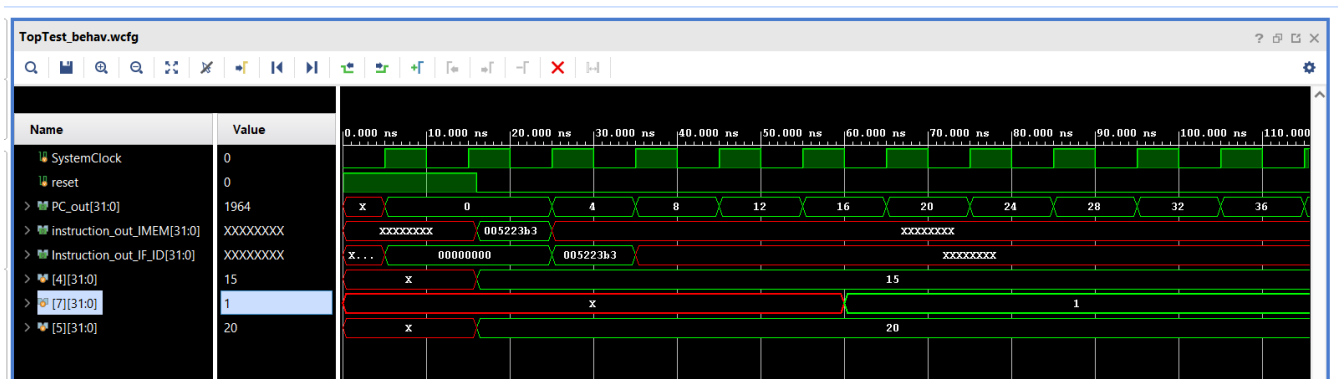 TopTest_behav.wcfg
?
Name Value 0.000 ns 10.000 ns 20.000 ns 30.000 ns 40.000 ns 50.000 ns 60.000 ns 70.000 ns 80.000 ns 90.000 ns 100.000 ns 110.000
SystemClock 0
reset 0
PC_out[31:0] 1964 X 0 4 8 12 16 20 24 28 32 36
instruction_out_IMEM[31:0] XXXXXXXX XXXXXXXX 005223b3 XXXXXXXX
Instruction_out_IF_ID[31:0] XXXXXXXX X... 00000000 005223b3 XXXXXXXX
[4][31:0] 15 X 15
[7][31:0] 1 X 1
[5][31:0] 20 X 20